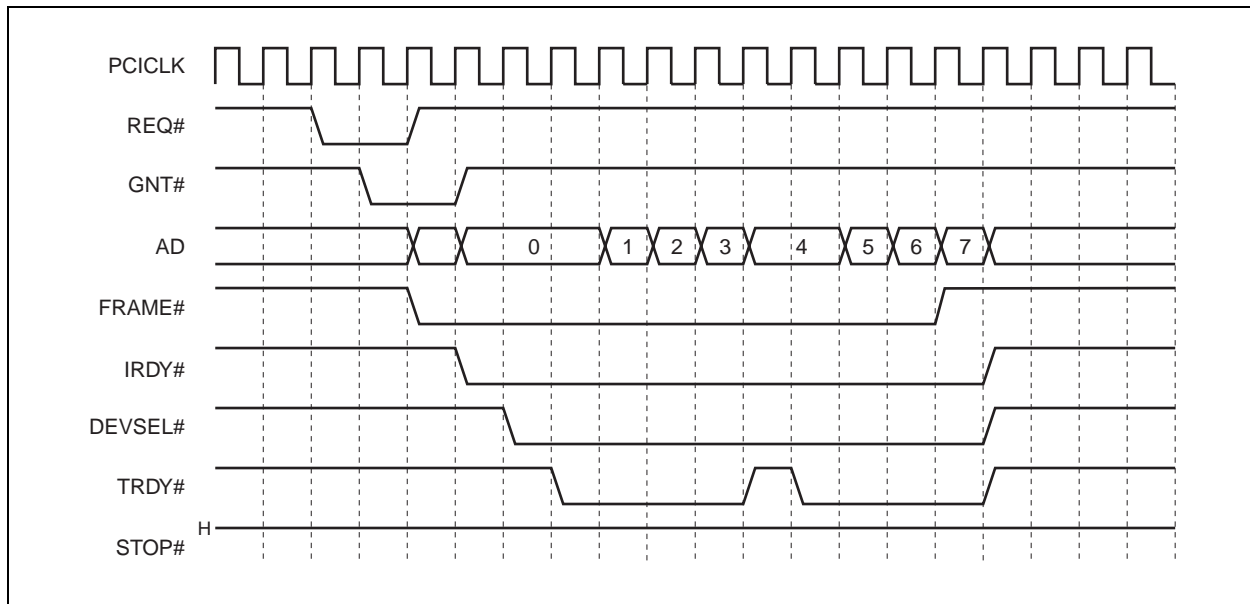 PCICLK
REQ#
GNT#
AD 0 1 2 3 4 5 6 7
FRAME#
IRDY#
DEVSEL#
TRDY#
H
STOP#